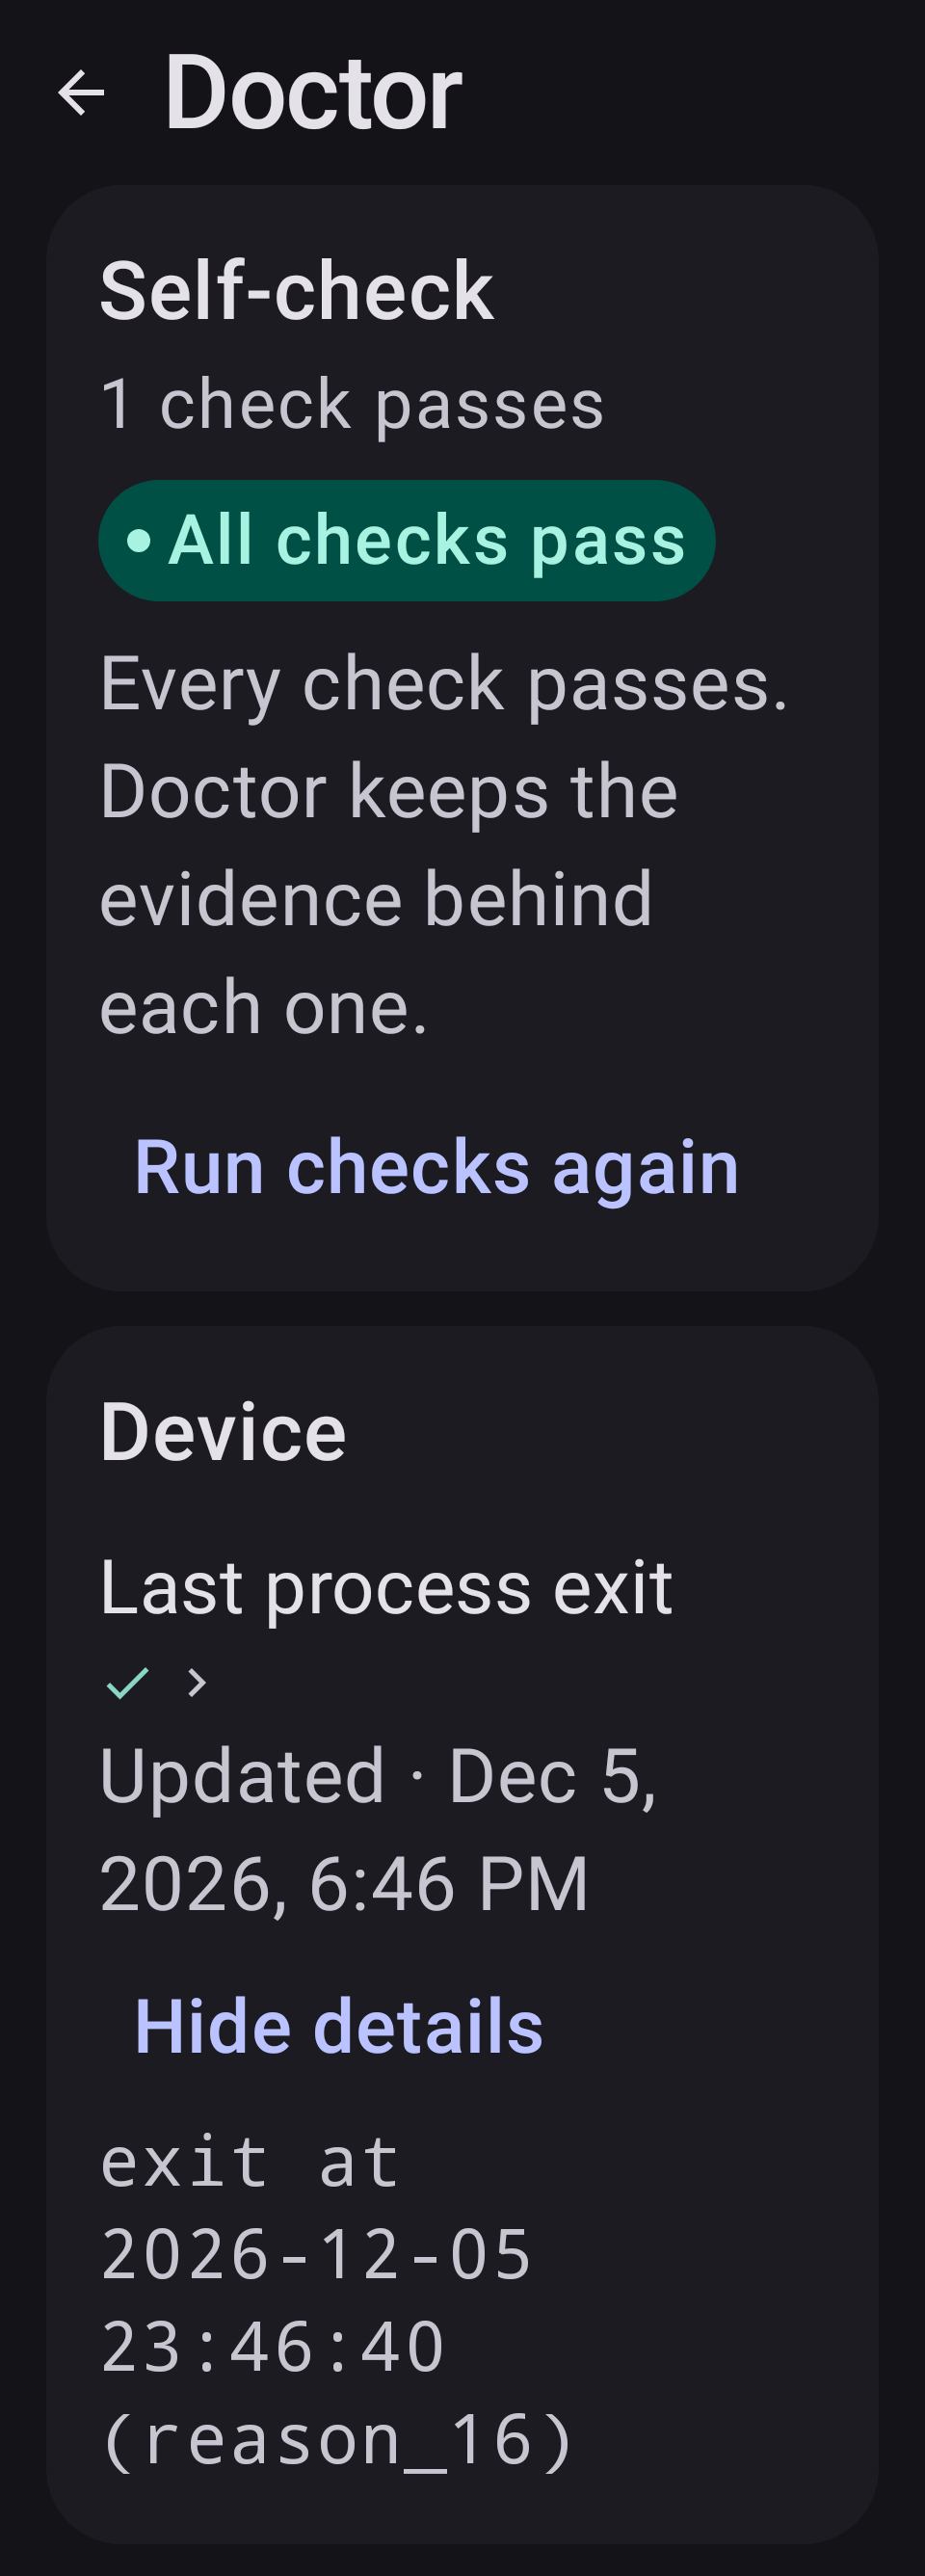 Doctor
Self-check
1 check passes
All checks pass
Every check passes.
Doctor keeps the
evidence behind
each one.
Run checks again
Device
Last process exit
Updated · Dec 5,
2026, 6:46 PM
Hide details
exit at
2026-12-05
23:46:40
(reason_16)